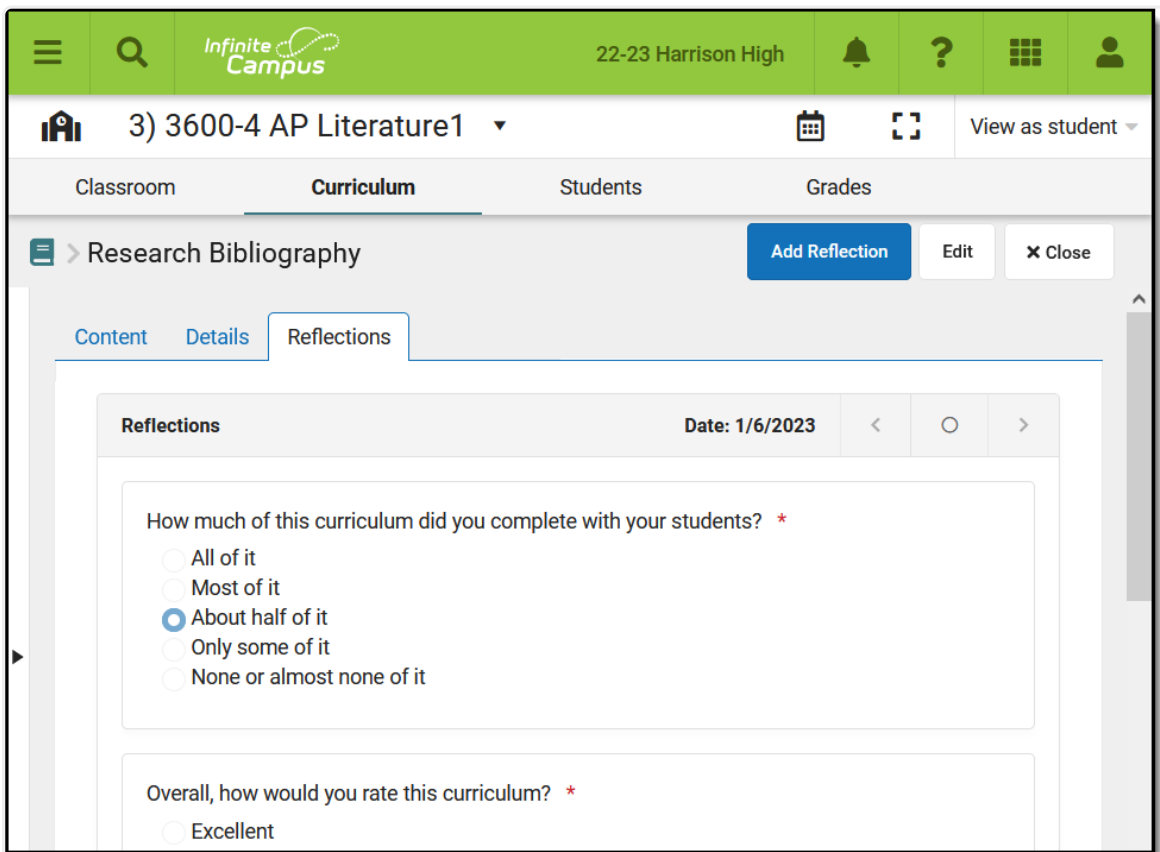 Infinite
Campus
22-23 Harrison High
?
3) 3600-4 AP Literature1
View as student
Classroom
Curriculum
Students
Grades
Research Bibliography
Add Reflection
Edit
Close
Content
Details
Reflections
Reflections
Date: 1/6/2023
How much of this curriculum did you complete with your students? *
All of it
Most of it
About half of it
Only some of it
None or almost none of it
Overall, how would you rate this curriculum? *
Excellent